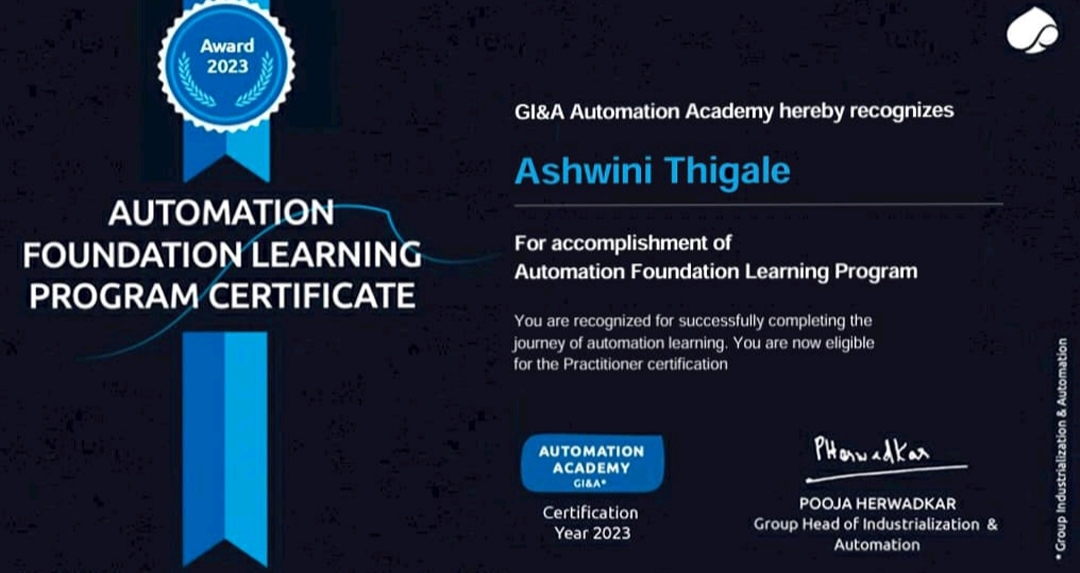 Award
2023
AUTOMATION
FOUNDATION LEARNING
PROGRAM CERTIFICATE
GI&A Automation Academy hereby recognizes
Ashwini Thigale
For accomplishment of
Automation Foundation Learning Program
You are recognized for successfully completing the
journey of automation learning. You are now eligible
for the Practitioner certification
AUTOMATION
ACADEMY
GI&A*
Certification
Year 2023
PHerwadkar
POOJA HERWADKAR
Group Head of Industrialization &
Automation
* Group Industrialization & Automation